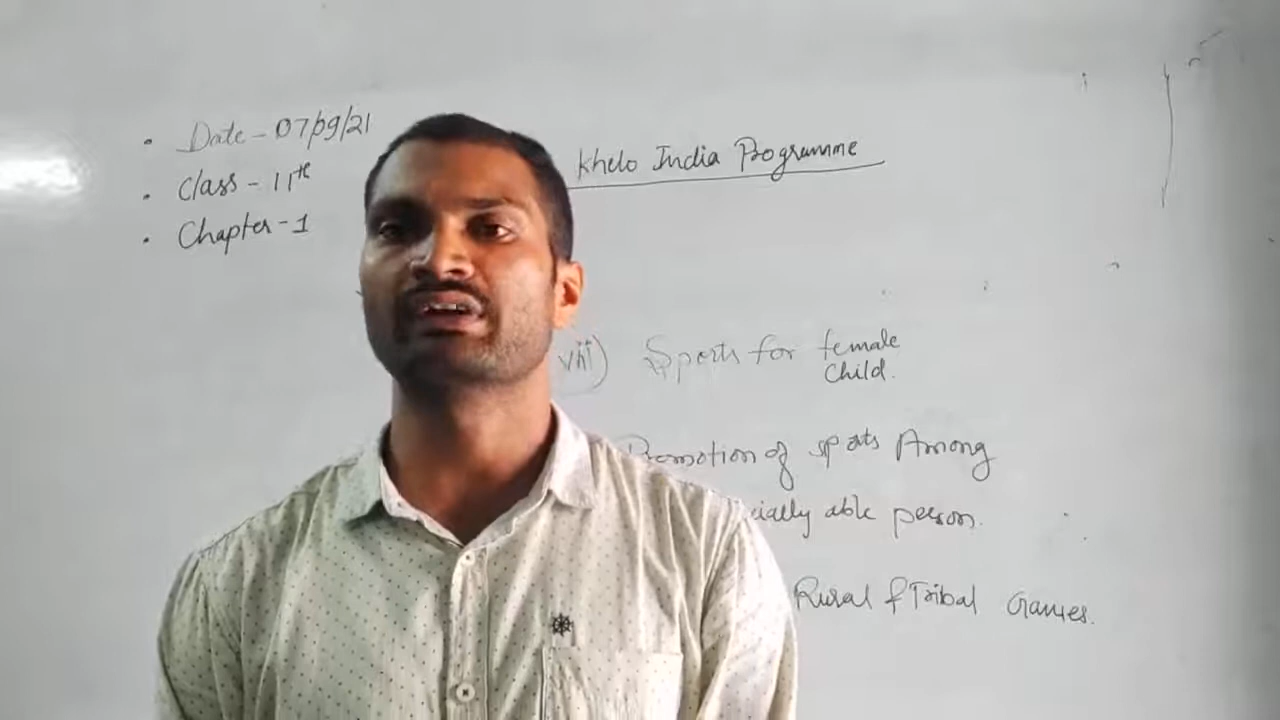 • Date - 07/09/21
• Class - 11th
• Chapter - 1
Khelo India Programme
viii) Sports for female
child.
Promotion of sports Among
cially able person.
Rural & Tribal Games.